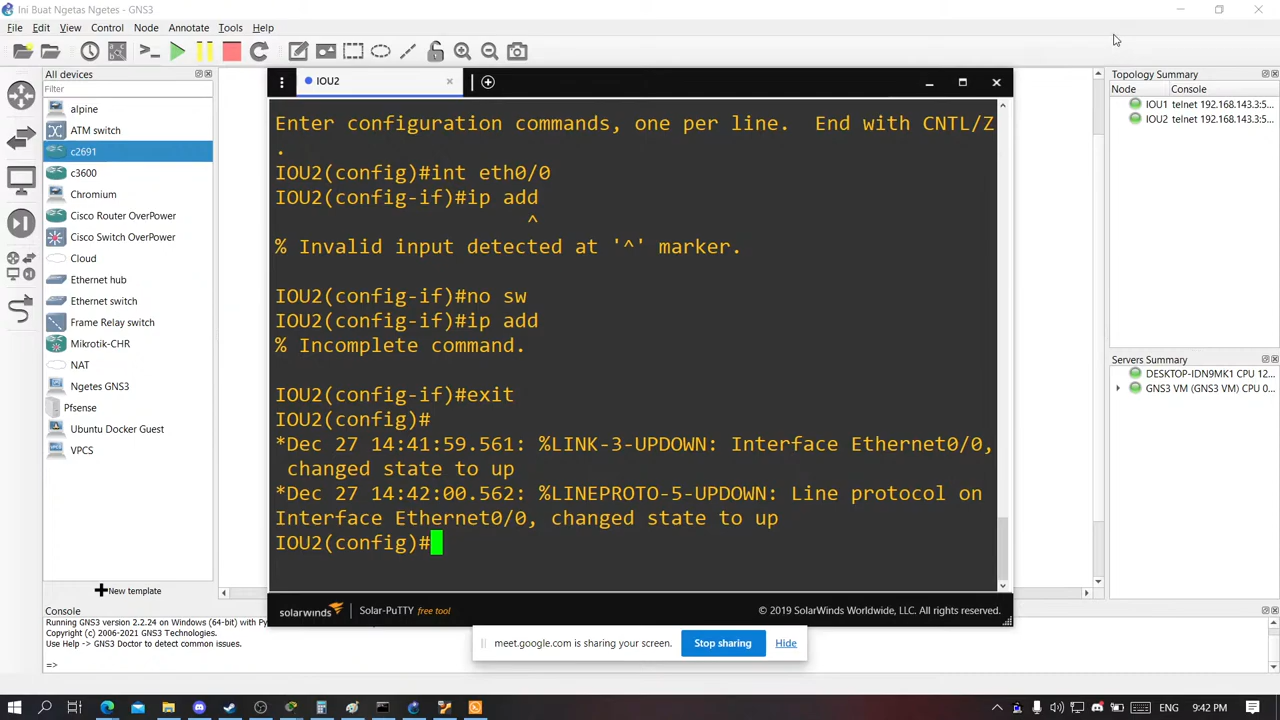 Ini Buat Ngetas Ngetes - GNS3
File Edit View Control Node Annotate Tools Help
All devices
Filter
alpine
ATM switch
c2691
c3600
Chromium
Cisco Router OverPower
Cisco Switch OverPower
Cloud
Ethernet hub
Ethernet switch
Frame Relay switch
Mikrotik-CHR
NAT
Ngetes GNS3
Pfsense
Ubuntu Docker Guest
VPCS
New template
IOU2
Enter configuration commands, one per line.  End with CNTL/Z
.
IOU2(config)#int eth0/0
IOU2(config-if)#ip add
^
% Invalid input detected at '^' marker.
IOU2(config-if)#no sw
IOU2(config-if)#ip add
% Incomplete command.
IOU2(config-if)#exit
IOU2(config)#
*Dec 27 14:41:59.561: %LINK-3-UPDOWN: Interface Ethernet0/0,
changed state to up
*Dec 27 14:42:00.562: %LINEPROTO-5-UPDOWN: Line protocol on
Interface Ethernet0/0, changed state to up
IOU2(config)#
solarwinds Solar-PuTTY free tool © 2019 SolarWinds Worldwide, LLC. All rights reserved.
Topology Summary
Node Console
IOU1 telnet 192.168.143.3:5...
IOU2 telnet 192.168.143.3:5...
Servers Summary
DESKTOP-IDN9MK1 CPU 12...
GNS3 VM (GNS3 VM) CPU 0...
Console
Running GNS3 version 2.2.24 on Windows (64-bit) with Py
Copyright (c) 2006-2021 GNS3 Technologies.
Use Help -> GNS3 Doctor to detect common issues.
=>
meet.google.com is sharing your screen. Stop sharing Hide
ENG 9:42 PM